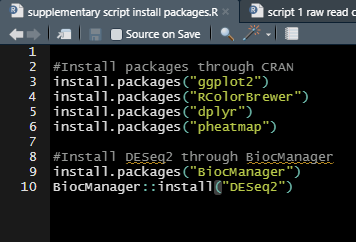 supplementary script install packages.R
script 1 raw read c
Source on Save
1
2 #Install packages through CRAN
3 install.packages("ggplot2")
4 install.packages("RColorBrewer")
5 install.packages("dplyr")
6 install.packages("pheatmap")
7
8 #Install DESeq2 through BiocManager
9 install.packages("BiocManager")
10 BiocManager::install("DESeq2")